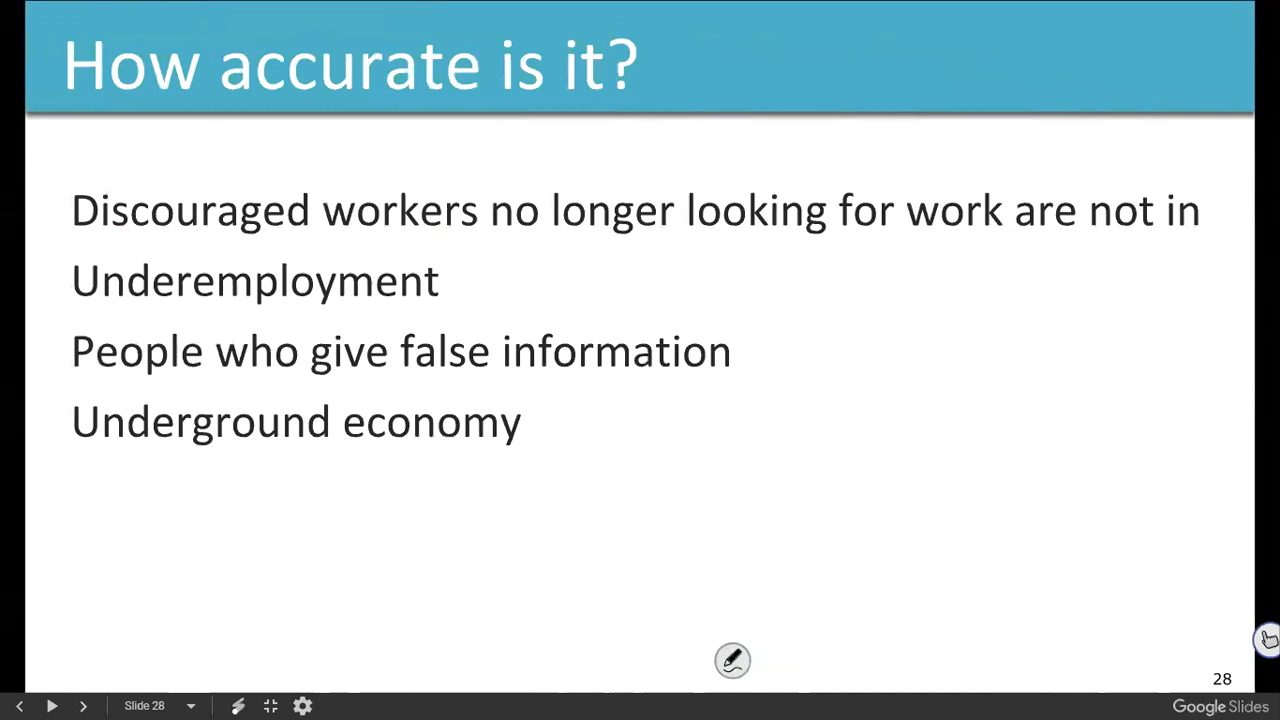 How accurate is it?
Discouraged workers no longer looking for work are not in
Underemployment
People who give false information
Underground economy
28
Slide 28
Google Slides